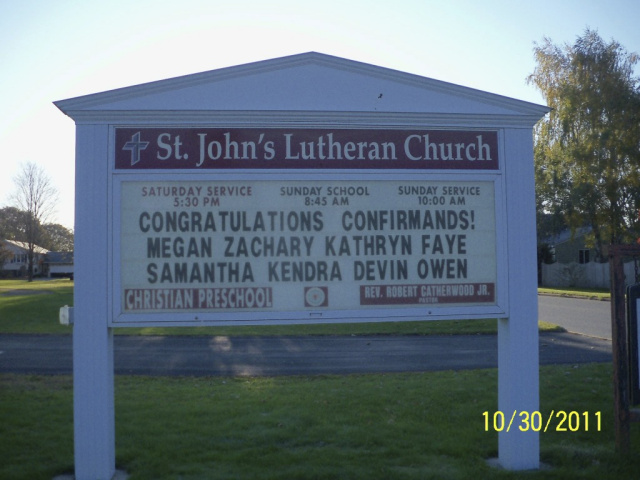 St. John's Lutheran Church
SATURDAY SERVICE
5:30 PM
SUNDAY SCHOOL
8:45 AM
SUNDAY SERVICE
10:00 AM
CONGRATULATIONS CONFIRMANDS!
MEGAN ZACHARY KATHRYN FAYE
SAMANTHA KENDRA DEVIN OWEN
CHRISTIAN PRESCHOOL
REV. ROBERT CATHERWOOD JR.
PASTOR
10/30/2011